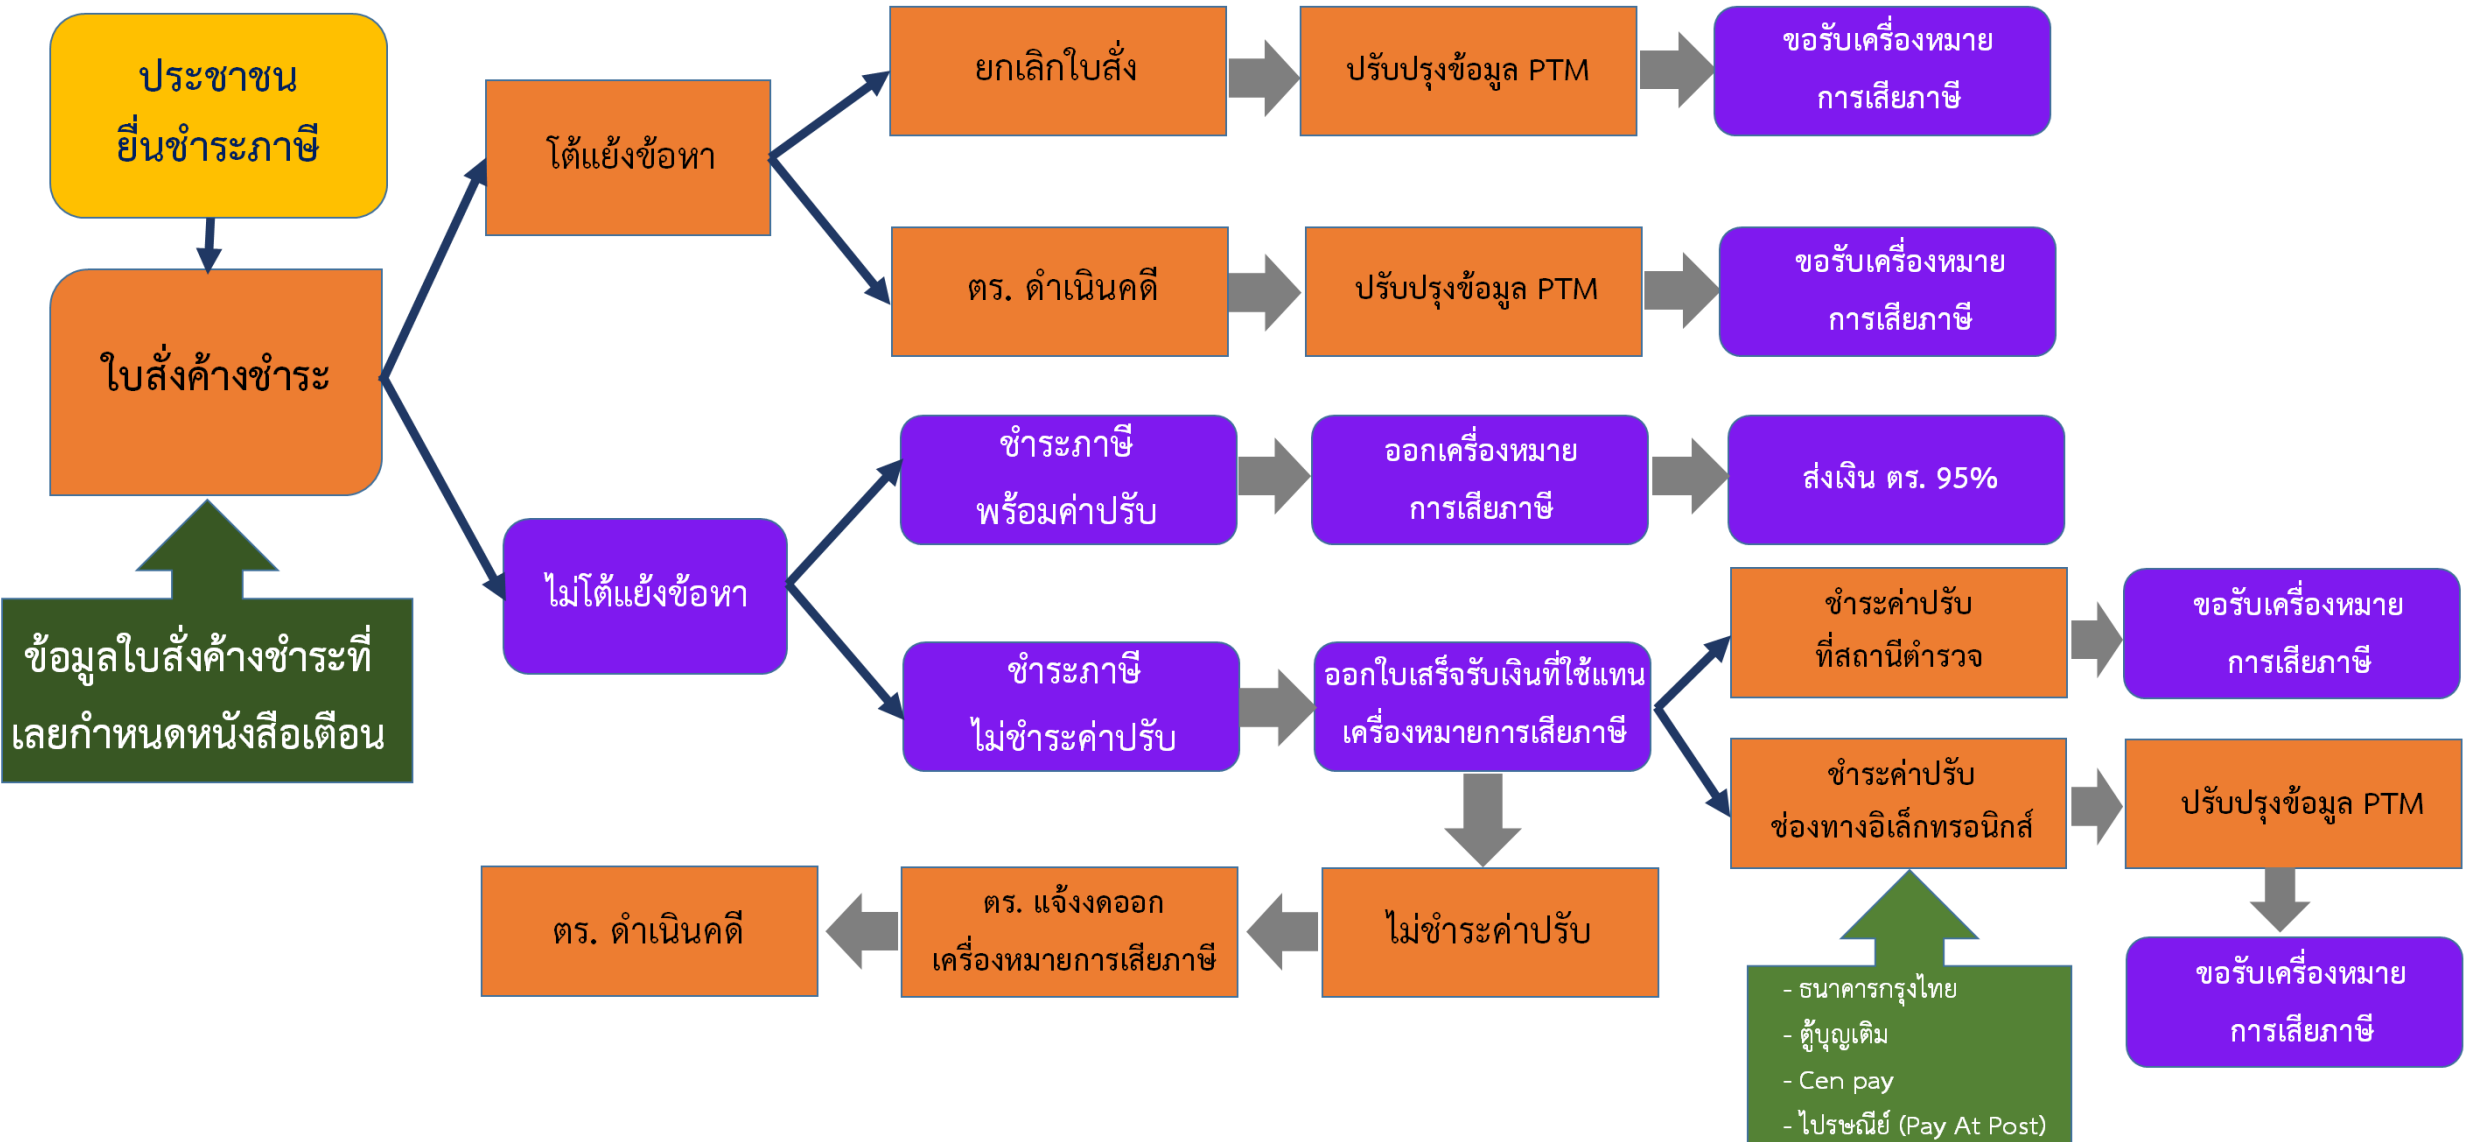 ประชาชน
ยื่นชำระภาษี
ใบสั่งค้างชำระ
ข้อมูลใบสั่งค้างชำระที่
เลยกำหนดหนังสือเตือน
โต้แย้งข้อหา
ยกเลิกใบสั่ง
ปรับปรุงข้อมูล PTM
ขอรับเครื่องหมาย
การเสียภาษี
ตร. ดำเนินคดี
ปรับปรุงข้อมูล PTM
ขอรับเครื่องหมาย
การเสียภาษี
ไม่โต้แย้งข้อหา
ชำระภาษี
พร้อมค่าปรับ
ออกเครื่องหมาย
การเสียภาษี
ส่งเงิน ตร. 95%
ชำระภาษี
ไม่ชำระค่าปรับ
ออกใบเสร็จรับเงินที่ใช้แทน
เครื่องหมายการเสียภาษี
ชำระค่าปรับ
ที่สถานีตำรวจ
ขอรับเครื่องหมาย
การเสียภาษี
ชำระค่าปรับ
ช่องทางอิเล็กทรอนิกส์
ปรับปรุงข้อมูล PTM
ขอรับเครื่องหมาย
การเสียภาษี
- ธนาคารกรุงไทย
- ตู้บุญเติม
- Cen pay
- ไปรษณีย์ (Pay At Post)
ไม่ชำระค่าปรับ
ตร. แจ้งงดออก
เครื่องหมายการเสียภาษี
ตร. ดำเนินคดี